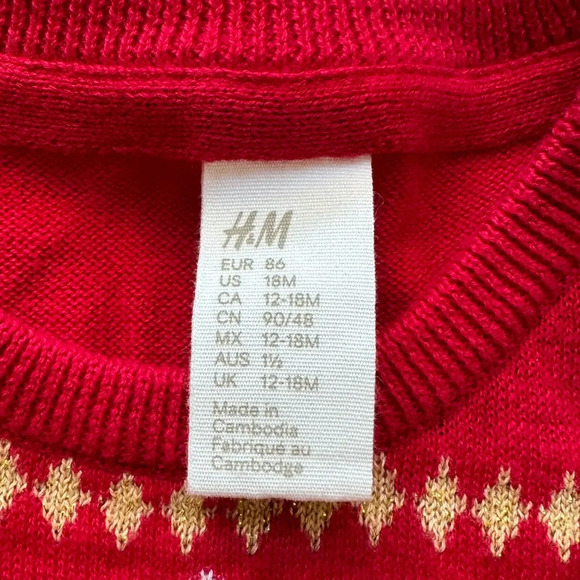 H&M
EUR 86
US 18M
CA 12-18M
CN 90/48
MX 12-18M
AUS 1½
UK 12-18M
Made in
Cambodia
Fabriqué au
Cambodge